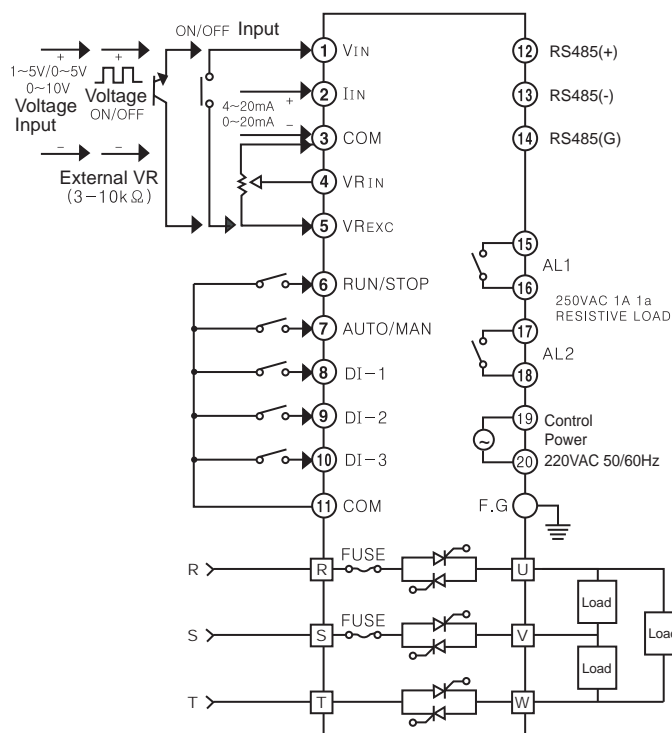 ON/OFF Input
+ +
1~5V/0~5V
0~10V
Voltage
Input
Voltage
ON/OFF
− −
External VR
(3−10kΩ)
4~20mA +
0~20mA −
1 VIN
2 IIN
3 COM
4 VRIN
5 VREXC
6 RUN/STOP
7 AUTO/MAN
8 DI−1
9 DI−2
10 DI−3
11 COM
12 RS485(+)
13 RS485(-)
14 RS485(G)
15
AL1
16
250VAC 1A 1a
RESISTIVE LOAD
17
AL2
18
19 Control
Power
~
20 220VAC 50/60Hz
F.G
R R FUSE U
Load
S S FUSE V
Load
Load
T T W